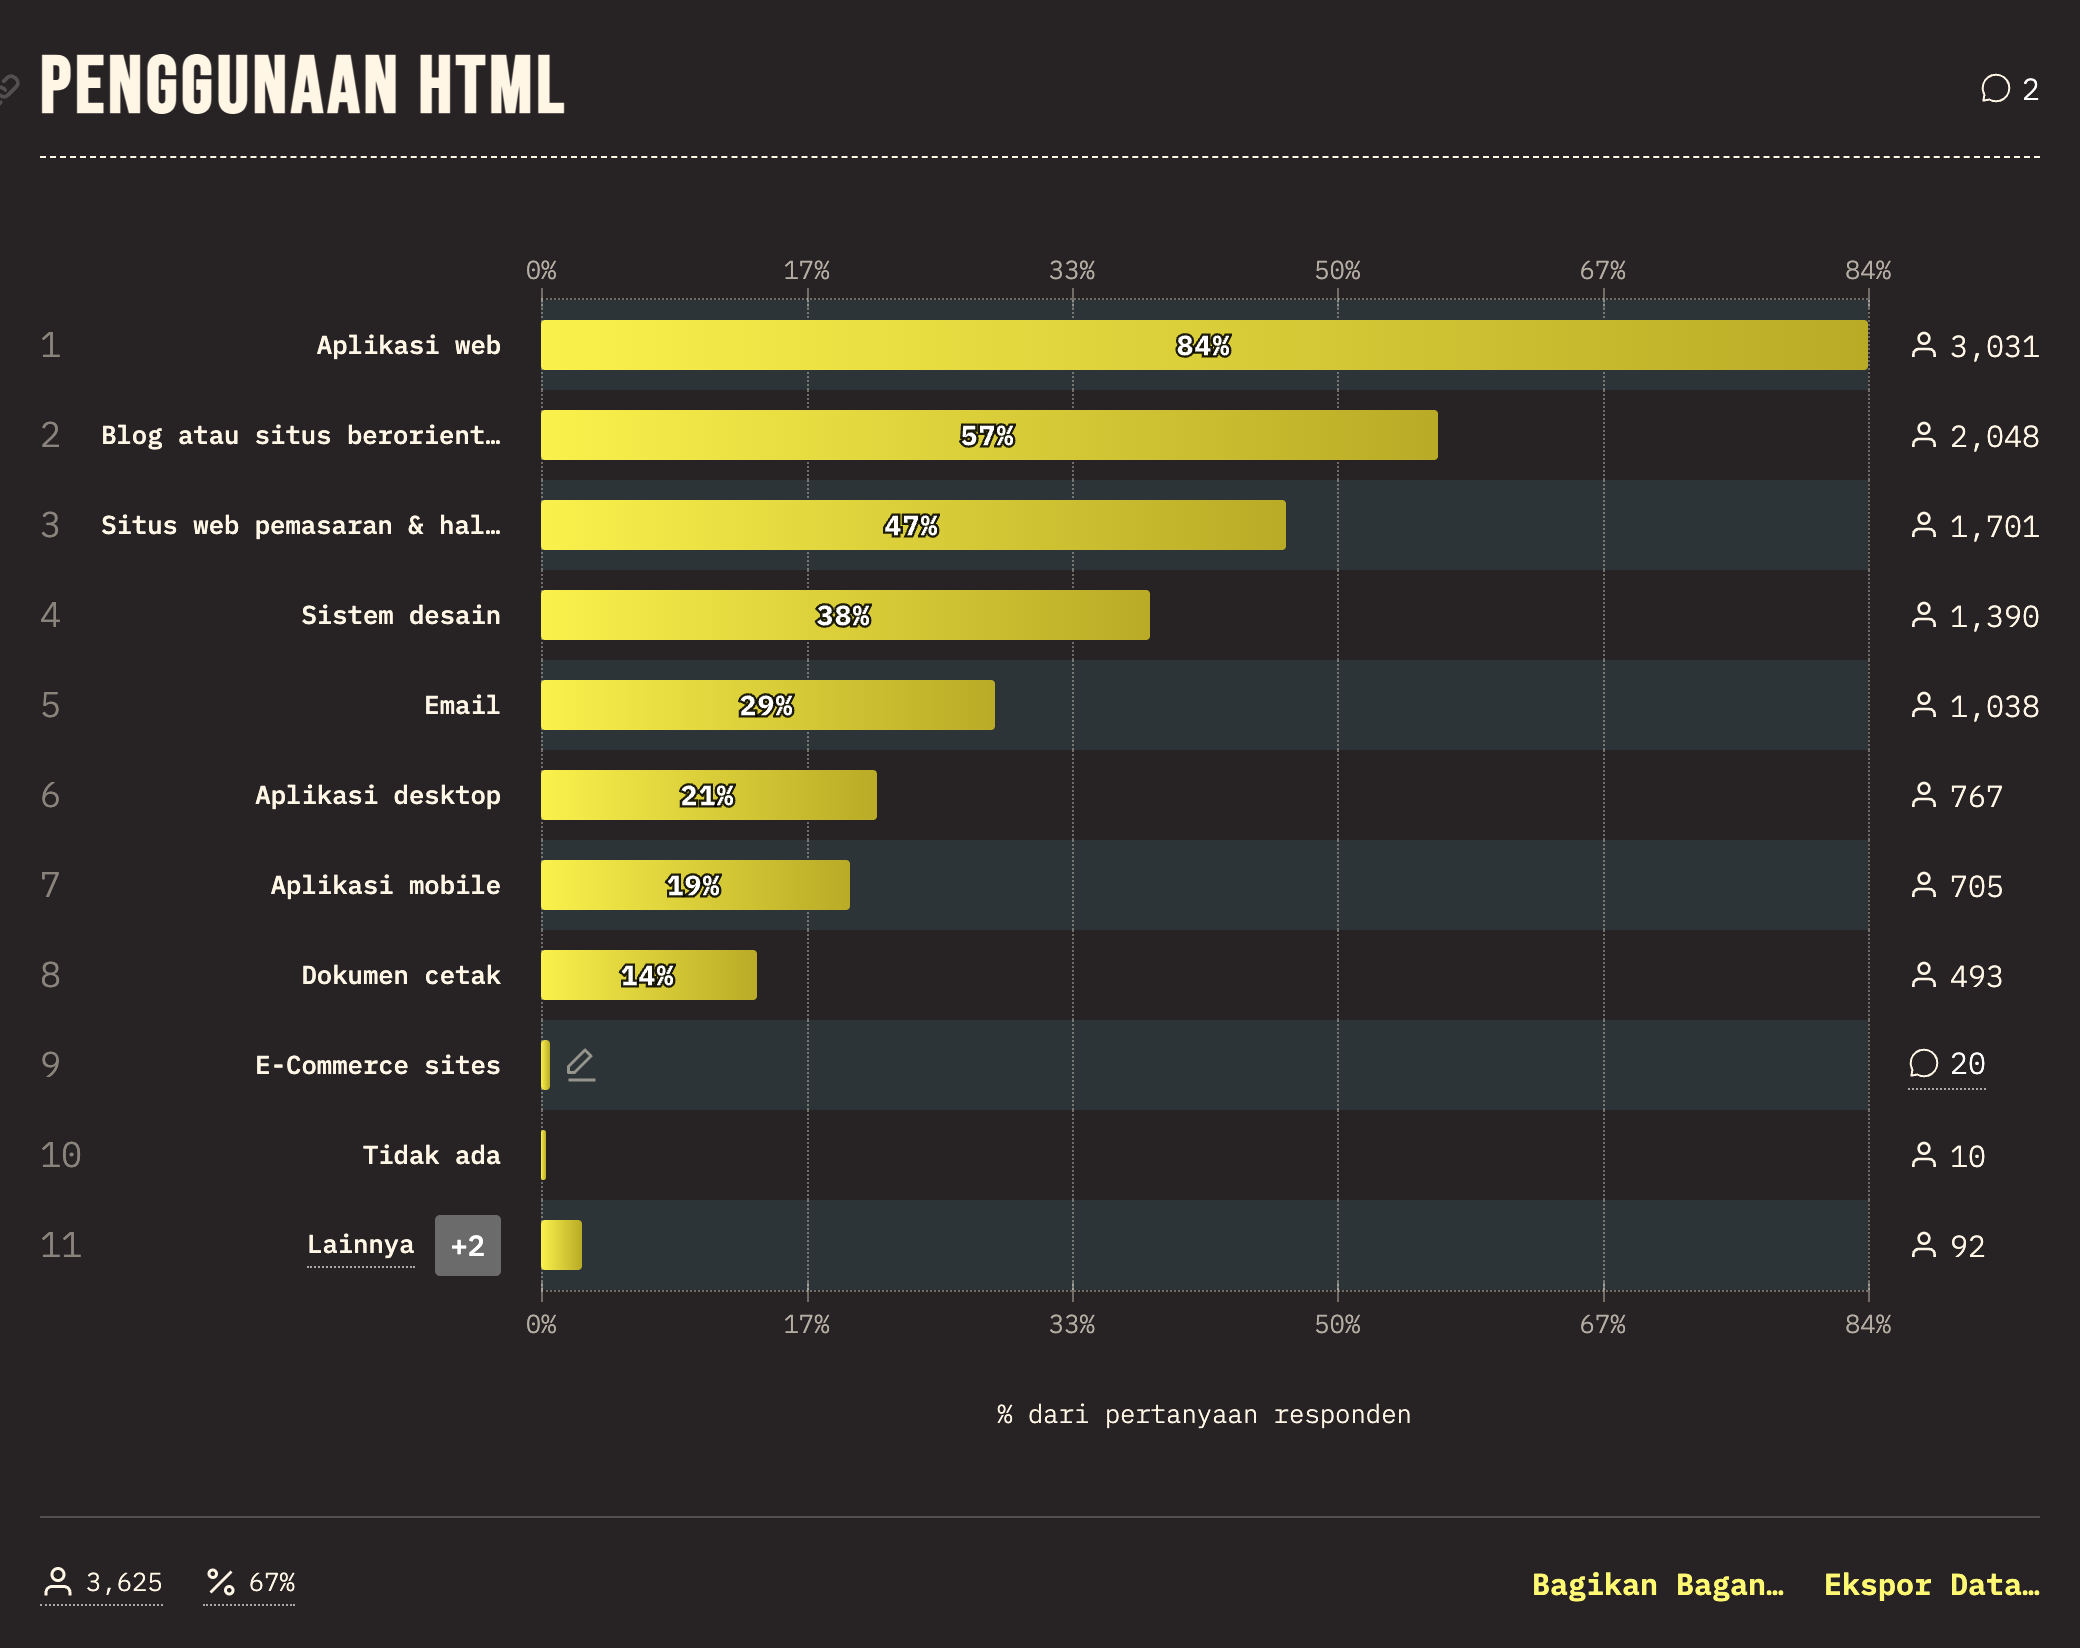 PENGGUNAAN HTML
2
0% 17% 33% 50% 67% 84%
1 Aplikasi web 84% 3,031
2 Blog atau situs berorient… 57% 2,048
3 Situs web pemasaran & hal… 47% 1,701
4 Sistem desain 38% 1,390
5 Email 29% 1,038
6 Aplikasi desktop 21% 767
7 Aplikasi mobile 19% 705
8 Dokumen cetak 14% 493
9 E-Commerce sites 20
10 Tidak ada 10
11 Lainnya +2 92
0% 17% 33% 50% 67% 84%
% dari pertanyaan responden
3,625 67% Bagikan Bagan… Ekspor Data…